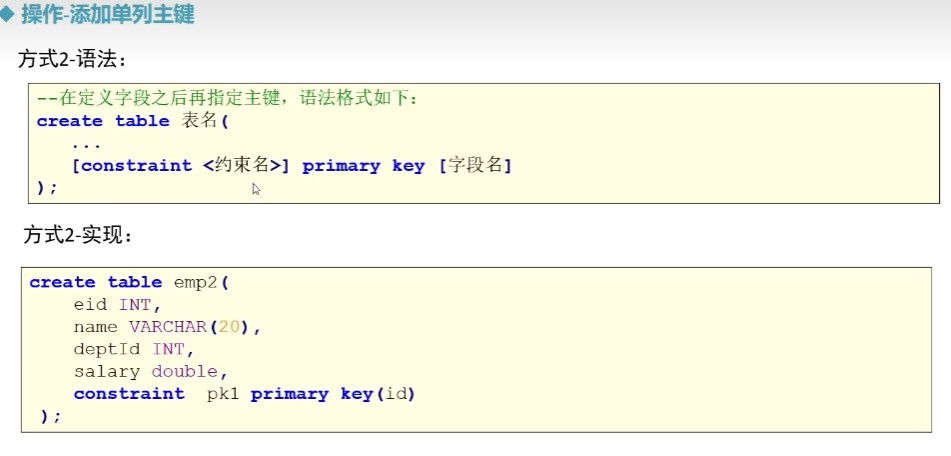 操作-添加单列主键
方式2-语法：
--在定义字段之后再指定主键，语法格式如下：
create table 表名(
...
[constraint <约束名>] primary key [字段名]
);
方式2-实现：
create table emp2(
eid INT,
name VARCHAR(20),
deptId INT,
salary double,
constraint  pk1 primary key(id)
);